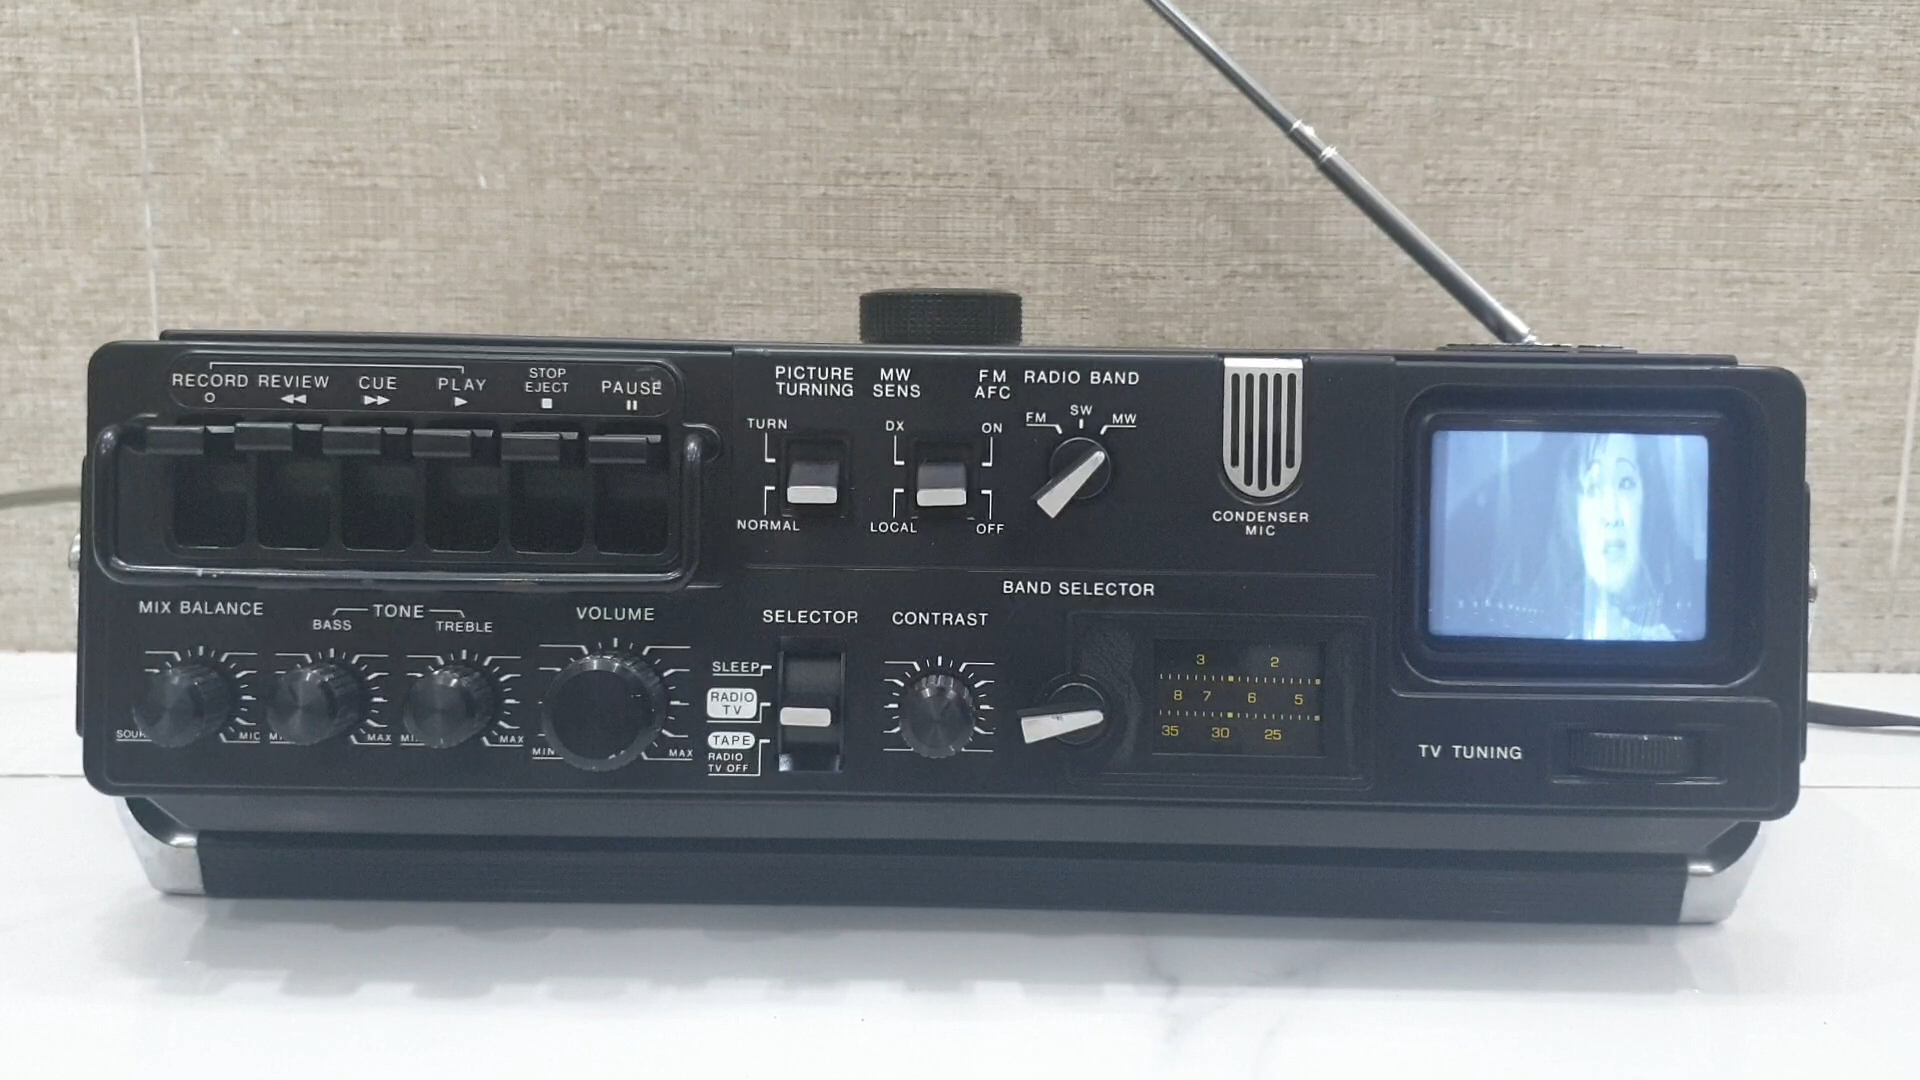 RECORD REVIEW CUE PLAY STOP EJECT PAUSE
PICTURE TURNING
MW SENS
FM AFC
RADIO BAND
TURN
NORMAL
DX
LOCAL
ON
OFF
FM SW MW
CONDENSER MIC
MIX BALANCE
TONE
BASS TREBLE
VOLUME
SELECTOR
CONTRAST
BAND SELECTOR
MIC
MAX
MAX
MIN MAX
SLEEP
RADIO TV
TAPE
RADIO
TV OFF
3 2
8 7 6 5
35 30 25
TV TUNING